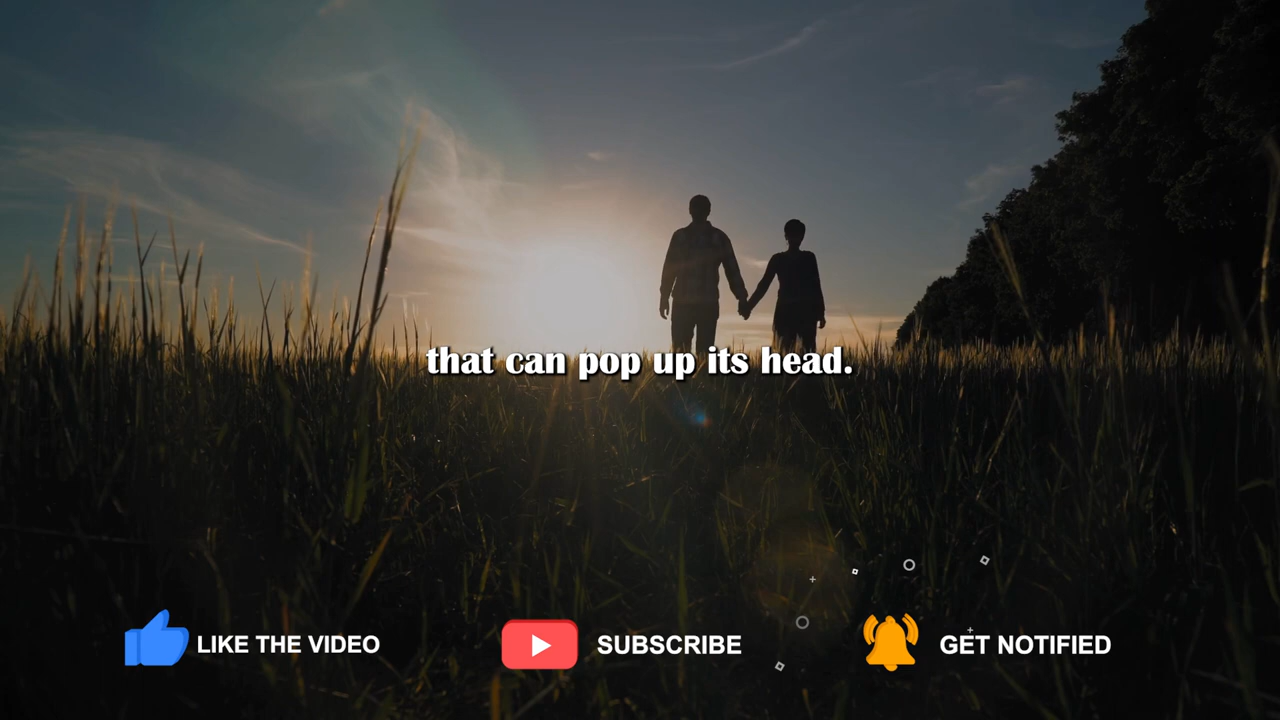 that can pop up its head.
LIKE THE VIDEO
SUBSCRIBE
GET NOTIFIED